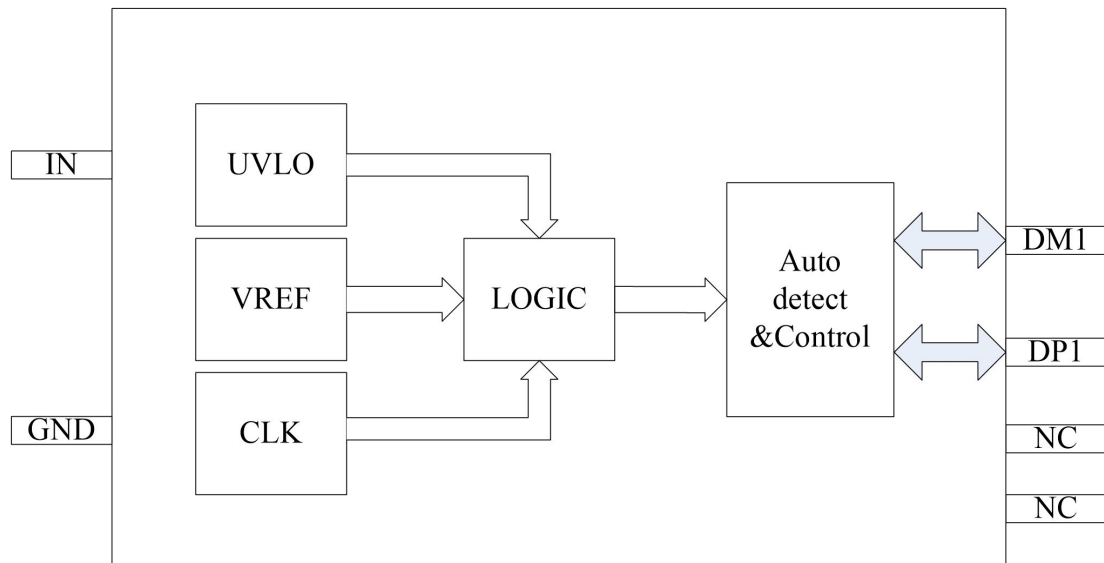 IN
GND
UVLO
VREF
CLK
LOGIC
Auto
detect
&Control
DM1
DP1
NC
NC